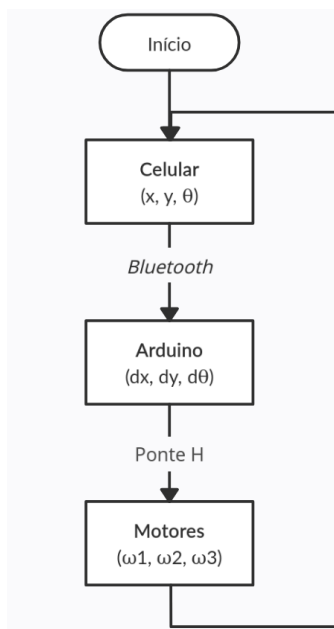 Início
Celular
(x, y, θ)
Bluetooth
Arduino
(dx, dy, dθ)
Ponte H
Motores
(ω1, ω2, ω3)